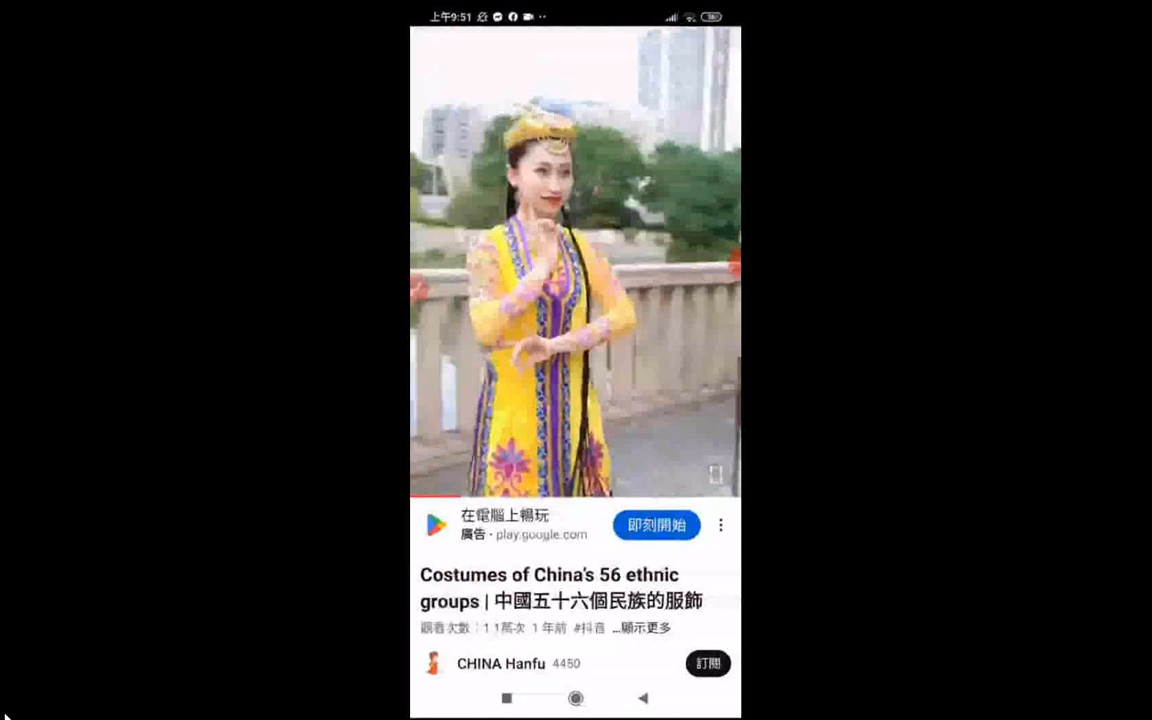 上午9:51
在電腦上暢玩
廣告 · play.google.com
即刻開始
Costumes of China's 56 ethnic
groups | 中國五十六個民族的服飾
觀看次數：1.1萬次 1 年前 #抖音 ...顯示更多
CHINA Hanfu 4450
訂閱